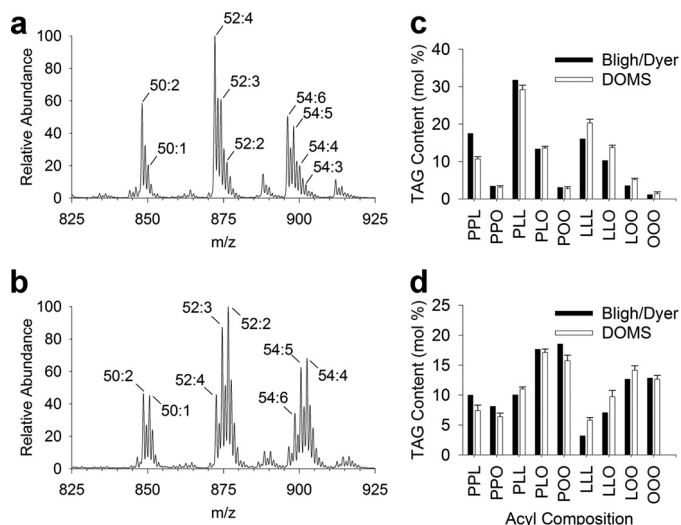 a
Relative Abundance
100
80
60
40
20
0
50:2
50:1
52:4
52:3
52:2
54:6
54:5
54:4
54:3
825
850
875
900
925
m/z
c
TAG Content (mol %)
40
30
20
10
0
Bligh/Dyer
DOMS
PPL
PPO
PLL
PLO
POO
LLL
LLO
LOO
OOO
b
Relative Abundance
100
80
60
40
20
0
50:2
50:1
52:4
52:3
52:2
54:6
54:5
54:4
825
850
875
900
925
m/z
d
TAG Content (mol %)
25
20
15
10
5
0
Bligh/Dyer
DOMS
PPL
PPO
PLL
PLO
POO
LLL
LLO
LOO
OOO
Acyl Composition